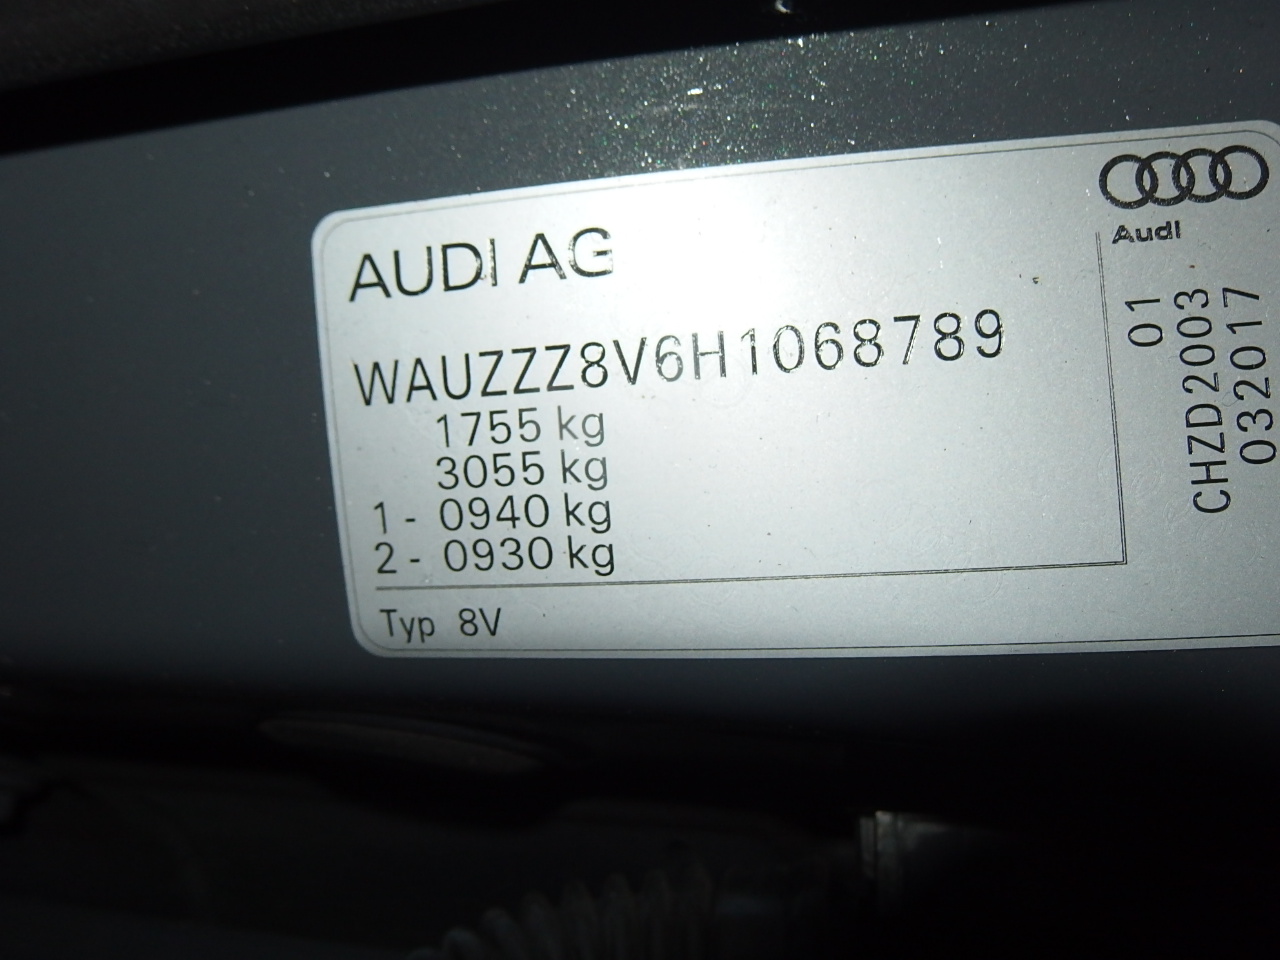 AUDI AG
WAUZZZ8V6H1068789
1755 kg
3055 kg
1 - 0940 kg
2 - 0930 kg
Typ 8V
Audi
01
CHZD2003
032017